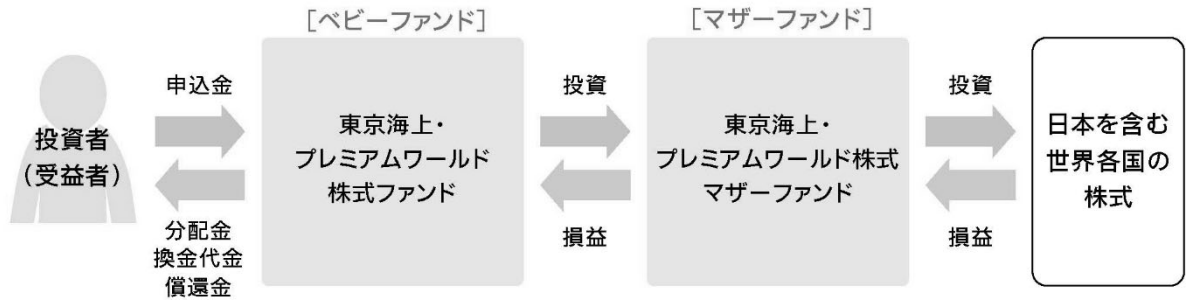 [ベビーファンド]
[マザーファンド]
投資者
(受益者)
申込金
分配金
換金代金
償還金
東京海上・
プレミアムワールド
株式ファンド
投資
損益
東京海上・
プレミアムワールド株式
マザーファンド
投資
損益
日本を含む
世界各国の
株式